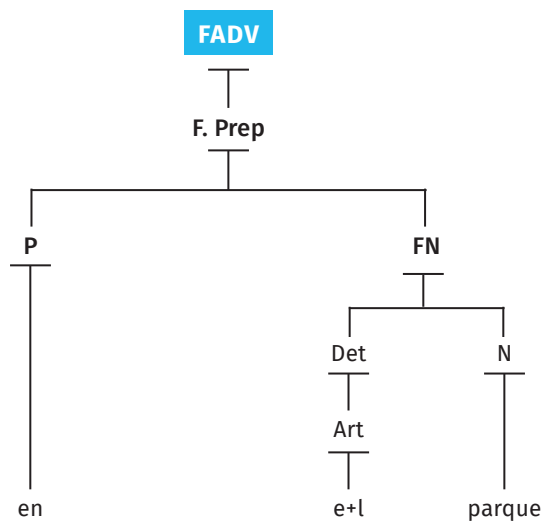 FADV
F. Prep
P FN
Det N
Art
en e+l parque